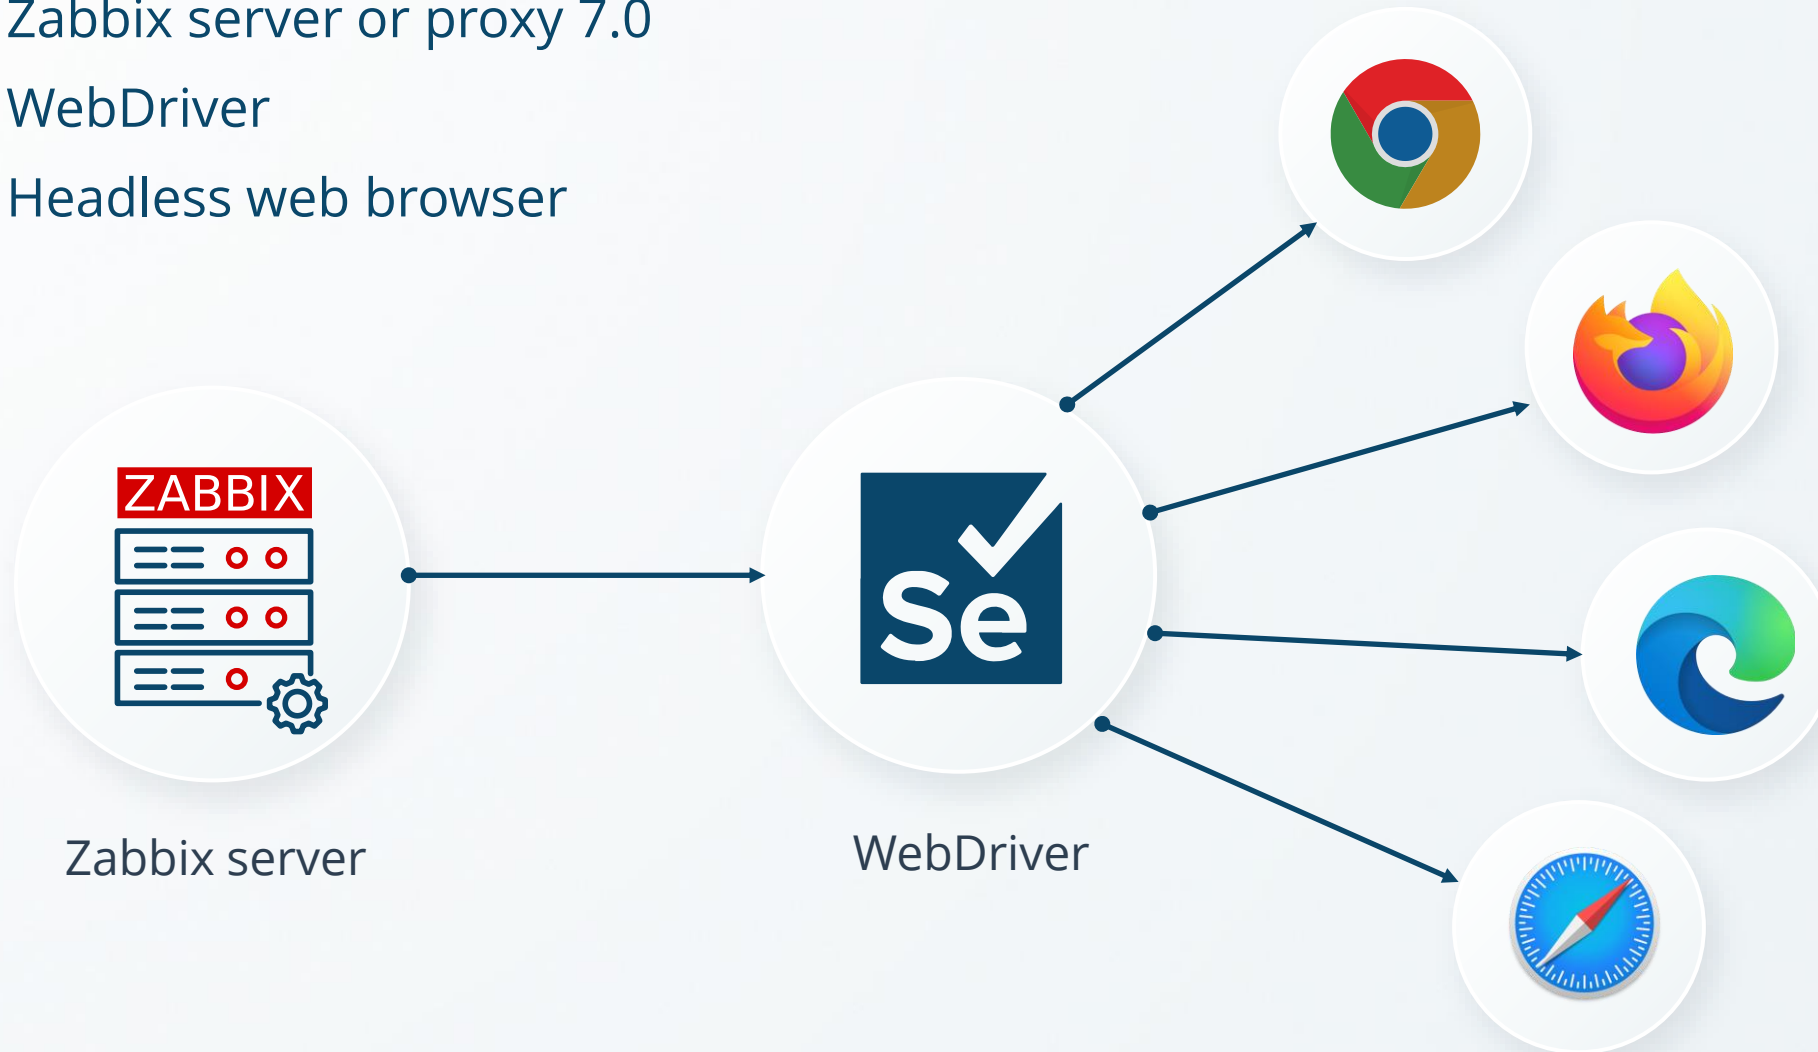 Zabbix server or proxy 7.0
WebDriver
Headless web browser
ZABBIX
Se
Zabbix server
WebDriver